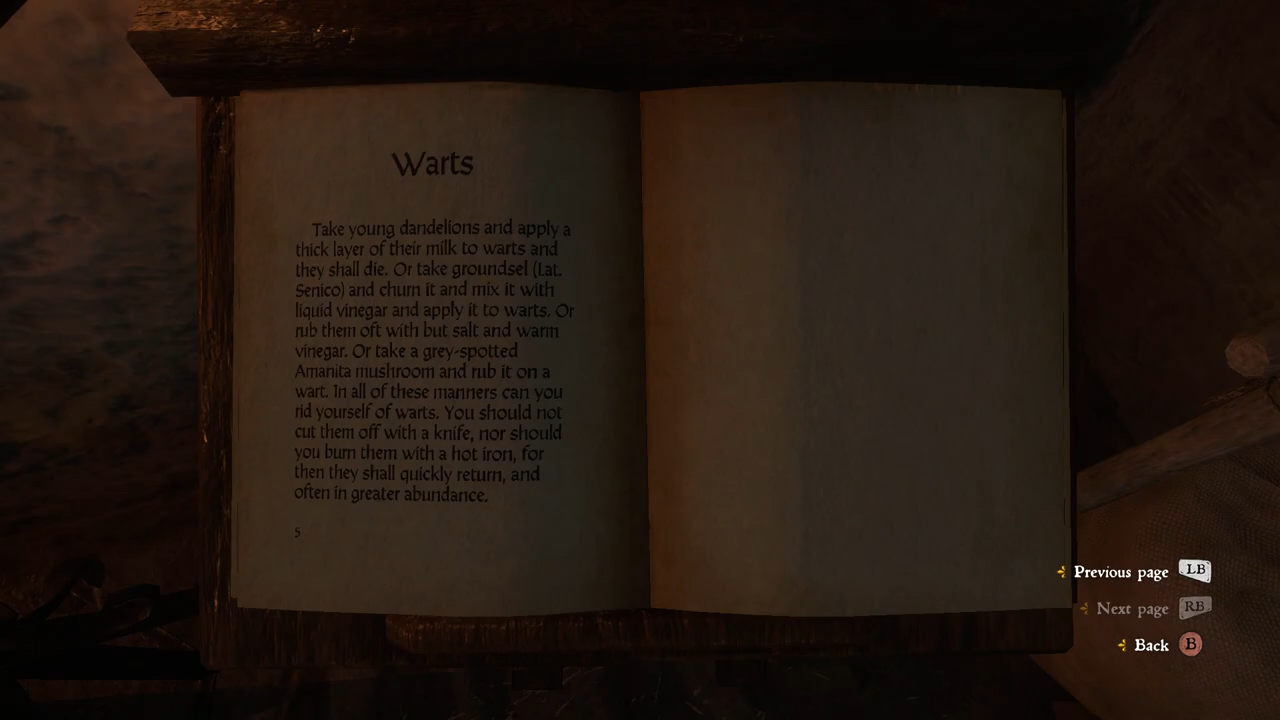 Warts
Take young dandelions and apply a
thick layer of their milk to warts and
they shall die. Or take groundsel (Lat.
Senico) and churn it and mix it with
liquid vinegar and apply it to warts. Or
rub them oft with but salt and warm
vinegar. Or take a grey-spotted
Amanita mushroom and rub it on a
wart. In all of these manners can you
rid yourself of warts. You should not
cut them off with a knife, nor should
you burn them with a hot iron, for
then they shall quickly return, and
often in greater abundance.
5
Previous page LB
Next page RB
Back B